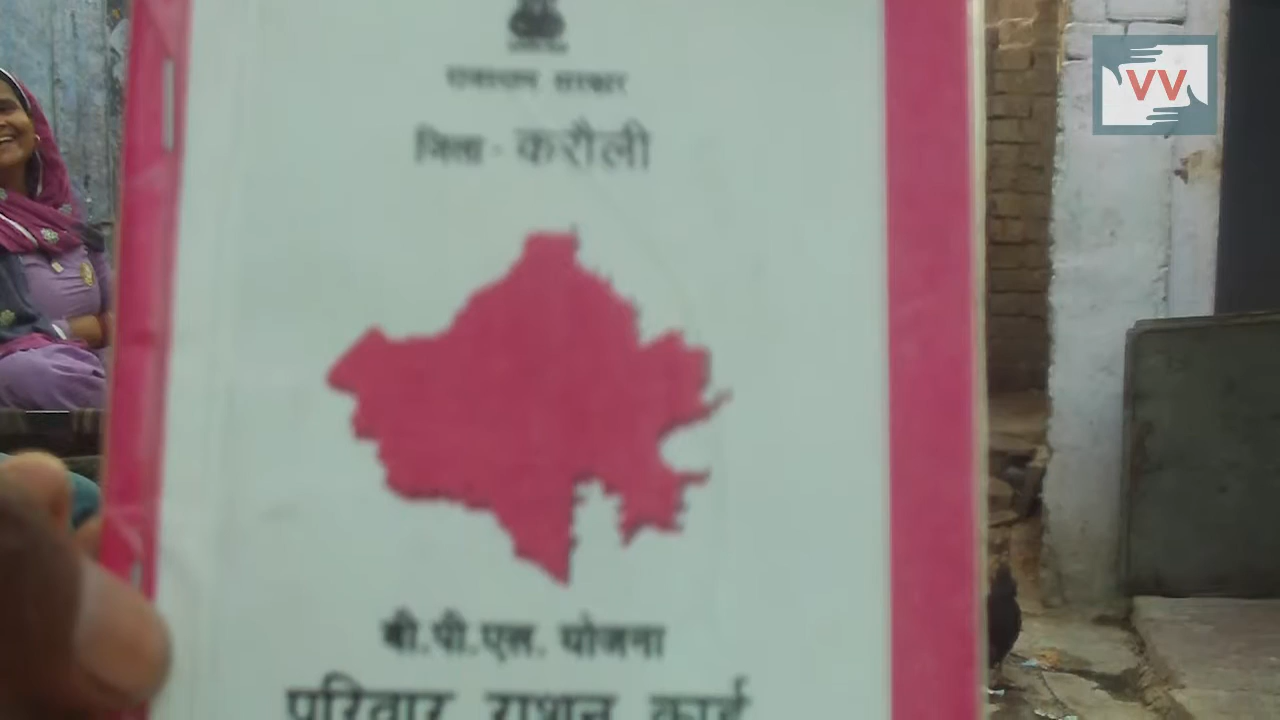 राजस्थान सरकार
जिला - करौली
बी.पी.एल. योजना
परिवार राशन कार्ड
VV